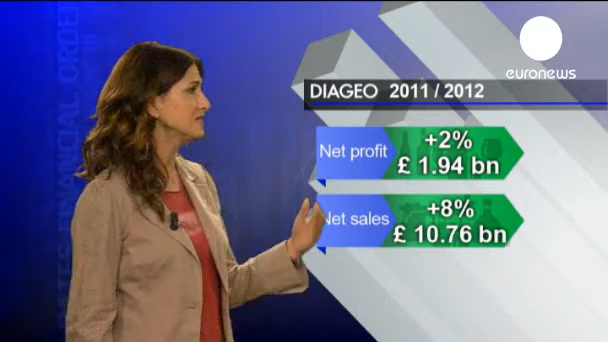 euronews
DIAGEO 2011 / 2012
Net profit
+2%
£ 1.94 bn
Net sales
+8%
£ 10.76 bn